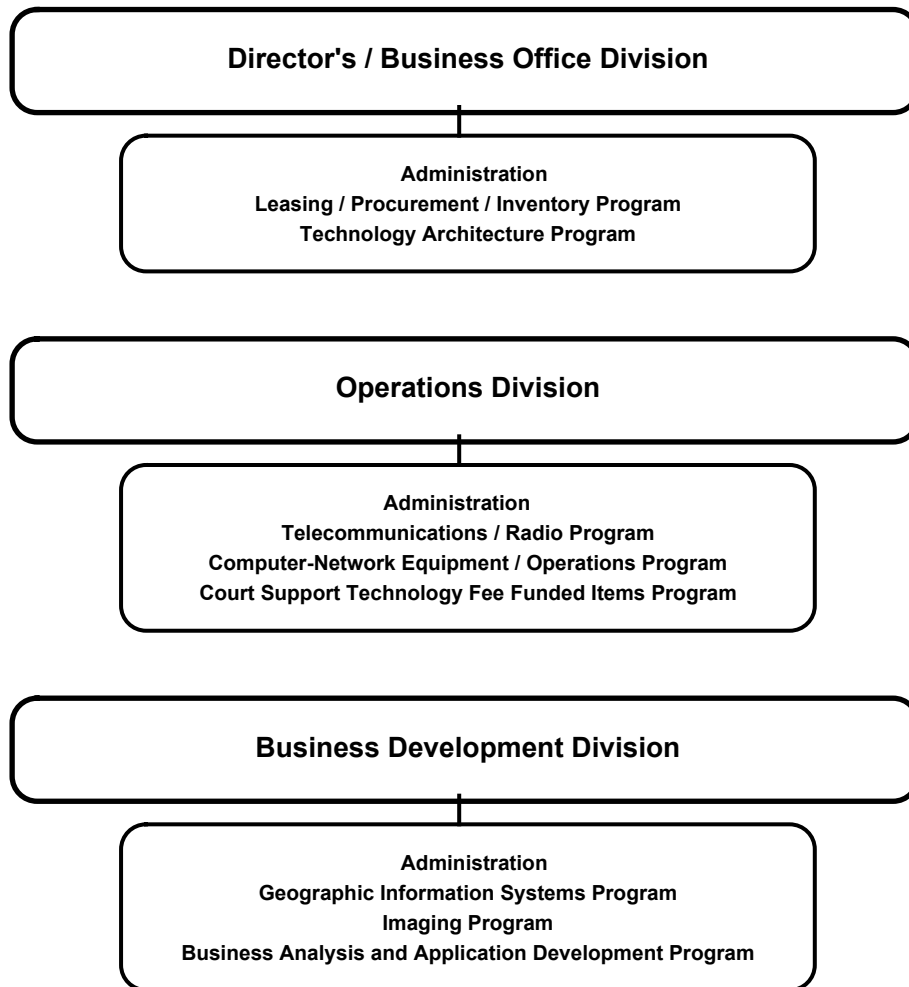 Director's / Business Office Division
Administration
Leasing / Procurement / Inventory Program
Technology Architecture Program
Operations Division
Administration
Telecommunications / Radio Program
Computer-Network Equipment / Operations Program
Court Support Technology Fee Funded Items Program
Business Development Division
Administration
Geographic Information Systems Program
Imaging Program
Business Analysis and Application Development Program